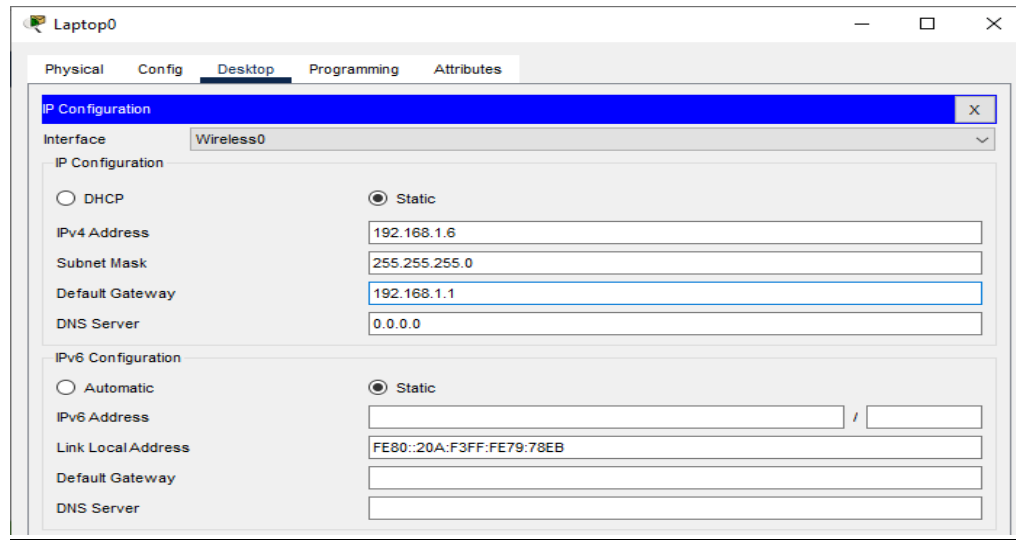 Laptop0
Physical Config Desktop Programming Attributes
IP Configuration X
Interface Wireless0
IP Configuration
DHCP Static
IPv4 Address 192.168.1.6
Subnet Mask 255.255.255.0
Default Gateway 192.168.1.1
DNS Server 0.0.0.0
IPv6 Configuration
Automatic Static
IPv6 Address /
Link Local Address FE80::20A:F3FF:FE79:78EB
Default Gateway
DNS Server